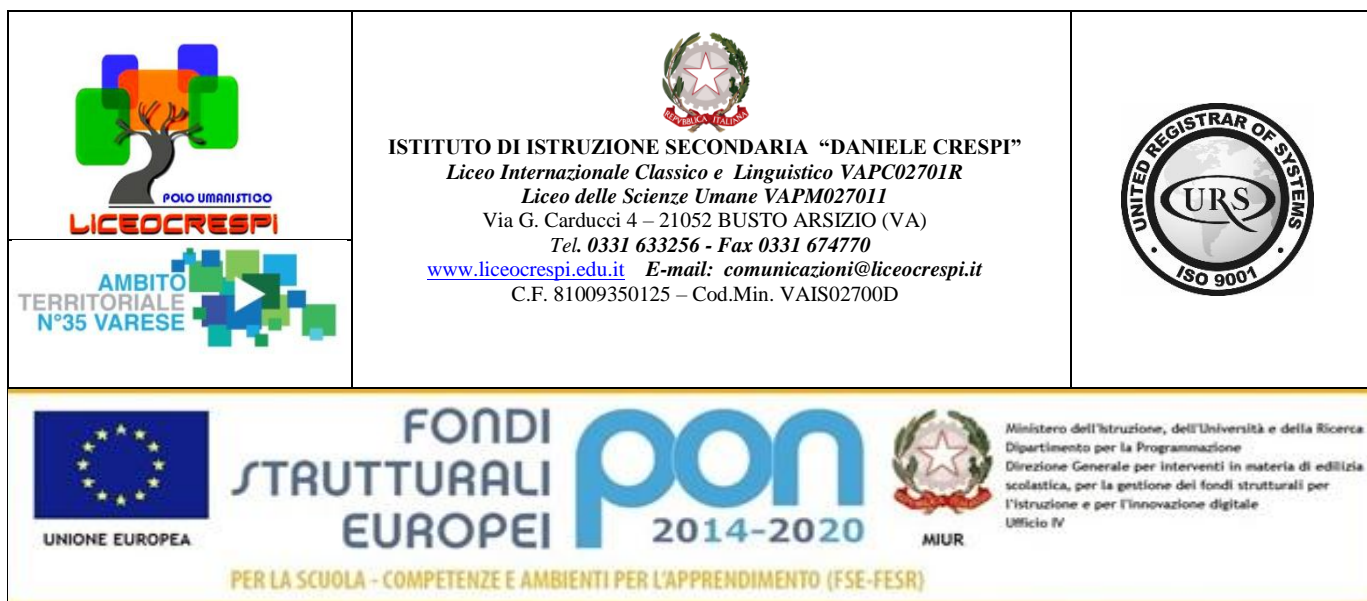 POLO UMANISTICO
LICEOCRESPI
AMBITO
TERRITORIALE
N°35 VARESE
REPVBBLICA ITALIANA
ISTITUTO DI ISTRUZIONE SECONDARIA “DANIELE CRESPI”
Liceo Internazionale Classico e Linguistico VAPC02701R
Liceo delle Scienze Umane VAPM027011
Via G. Carducci 4 – 21052 BUSTO ARSIZIO (VA)
Tel. 0331 633256 - Fax 0331 674770
www.liceocrespi.edu.it E-mail: comunicazioni@liceocrespi.it
C.F. 81009350125 – Cod.Min. VAIS02700D
UNITED REGISTRAR OF SYSTEMS
URS
ISO 9001
UNIONE EUROPEA
FONDI
STRUTTURALI
EUROPEI
pon
2014-2020
MIUR
Ministero dell'Istruzione, dell'Università e della Ricerca
Dipartimento per la Programmazione
Direzione Generale per interventi in materia di edilizia
scolastica, per la gestione dei fondi strutturali per
l'istruzione e per l'innovazione digitale
Ufficio IV
PER LA SCUOLA - COMPETENZE E AMBIENTI PER L'APPRENDIMENTO (FSE-FESR)